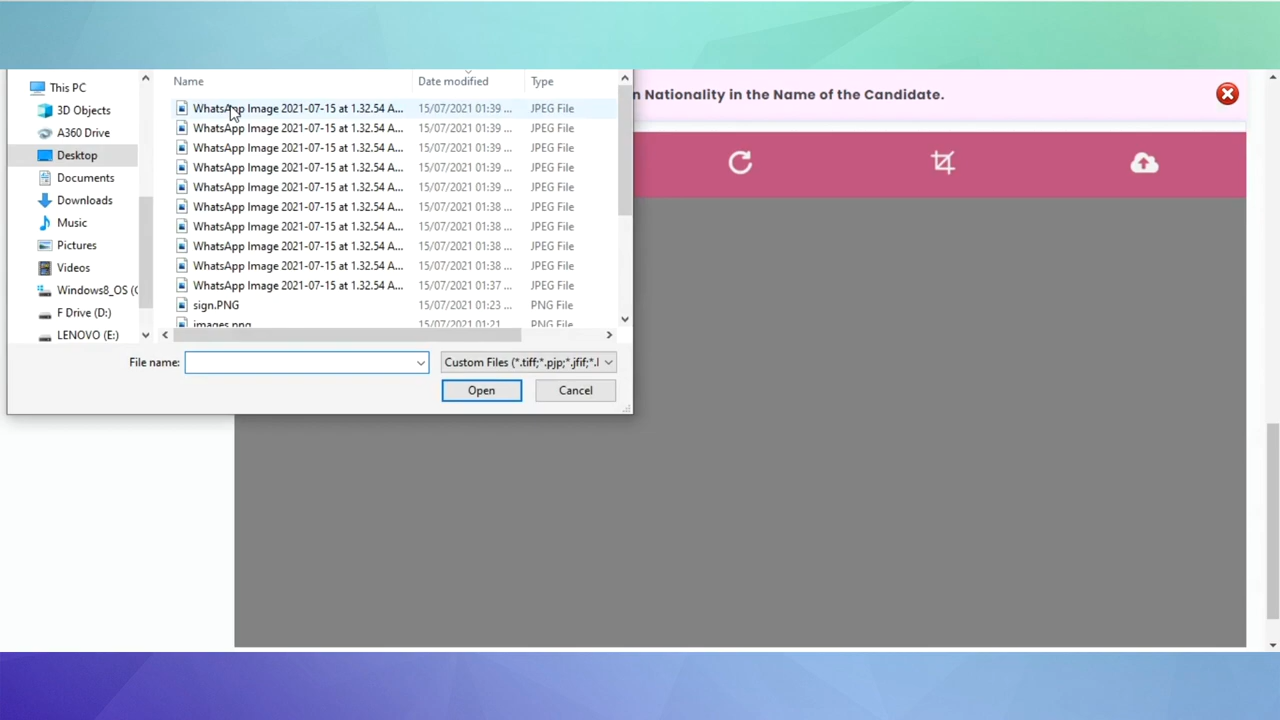 This PC
3D Objects
A360 Drive
Desktop
Documents
Downloads
Music
Pictures
Videos
Windows8_OS (C
F Drive (D:)
LENOVO (E:)
Name Date modified Type
WhatsApp Image 2021-07-15 at 1.32.54 A... 15/07/2021 01:39 ... JPEG File
WhatsApp Image 2021-07-15 at 1.32.54 A... 15/07/2021 01:39 ... JPEG File
WhatsApp Image 2021-07-15 at 1.32.54 A... 15/07/2021 01:39 ... JPEG File
WhatsApp Image 2021-07-15 at 1.32.54 A... 15/07/2021 01:39 ... JPEG File
WhatsApp Image 2021-07-15 at 1.32.54 A... 15/07/2021 01:39 ... JPEG File
WhatsApp Image 2021-07-15 at 1.32.54 A... 15/07/2021 01:38 ... JPEG File
WhatsApp Image 2021-07-15 at 1.32.54 A... 15/07/2021 01:38 ... JPEG File
WhatsApp Image 2021-07-15 at 1.32.54 A... 15/07/2021 01:38 ... JPEG File
WhatsApp Image 2021-07-15 at 1.32.54 A... 15/07/2021 01:38 ... JPEG File
WhatsApp Image 2021-07-15 at 1.32.54 A... 15/07/2021 01:37 ... JPEG File
sign.PNG 15/07/2021 01:23 ... PNG File
images.png 15/07/2021 01:21 PNG File
File name: Custom Files (*.tiff;*.pjp;*.jfif;*.l
Open Cancel
n Nationality in the Name of the Candidate.